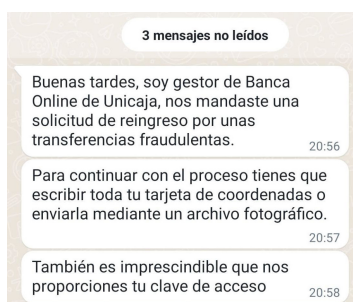 3 mensajes no leídos
Buenas tardes, soy gestor de Banca
Online de Unicaja, nos mandaste una
solicitud de reingreso por unas
transferencias fraudulentas.
20:56
Para continuar con el proceso tienes que
escribir toda tu tarjeta de coordenadas o
enviarla mediante un archivo fotográfico.
20:57
También es imprescindible que nos
proporciones tu clave de acceso
20:58